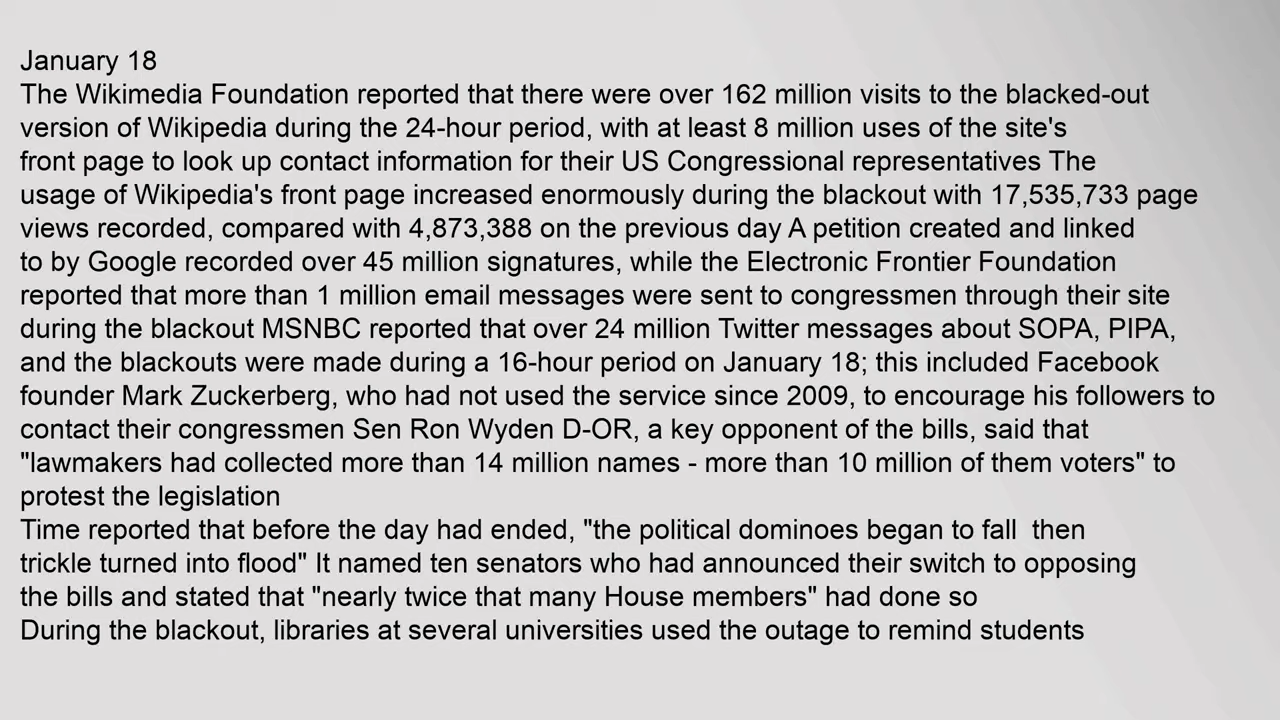 January 18
The Wikimedia Foundation reported that there were over 162 million visits to the blacked-out
version of Wikipedia during the 24-hour period, with at least 8 million uses of the site's
front page to look up contact information for their US Congressional representatives The
usage of Wikipedia's front page increased enormously during the blackout with 17,535,733 page
views recorded, compared with 4,873,388 on the previous day A petition created and linked
to by Google recorded over 45 million signatures, while the Electronic Frontier Foundation
reported that more than 1 million email messages were sent to congressmen through their site
during the blackout MSNBC reported that over 24 million Twitter messages about SOPA, PIPA,
and the blackouts were made during a 16-hour period on January 18; this included Facebook
founder Mark Zuckerberg, who had not used the service since 2009, to encourage his followers to
contact their congressmen Sen Ron Wyden D-OR, a key opponent of the bills, said that
"lawmakers had collected more than 14 million names - more than 10 million of them voters" to
protest the legislation
Time reported that before the day had ended, "the political dominoes began to fall  then
trickle turned into flood" It named ten senators who had announced their switch to opposing
the bills and stated that "nearly twice that many House members" had done so
During the blackout, libraries at several universities used the outage to remind students